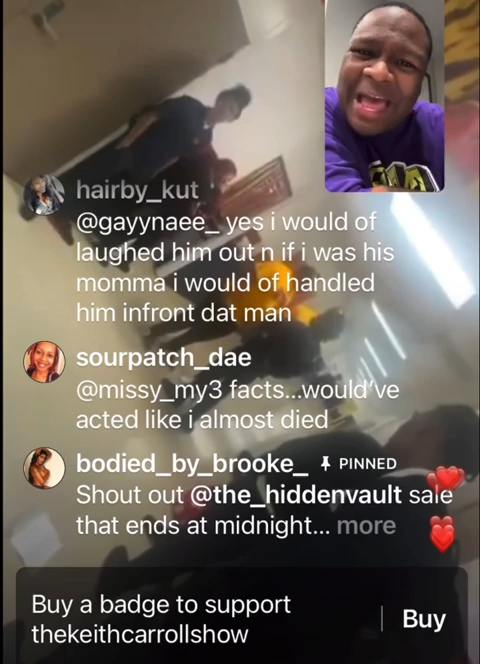 hairby_kut
@gayynaee_ yes i would of
laughed him out n if i was his
momma i would of handled
him infront dat man
sourpatch_dae
@missy_my3 facts...would've
acted like i almost died
bodied_by_brooke_ PINNED
Shout out @the_hiddenvault sale
that ends at midnight... more
Buy a badge to support
thekeithcarrollshow
Buy